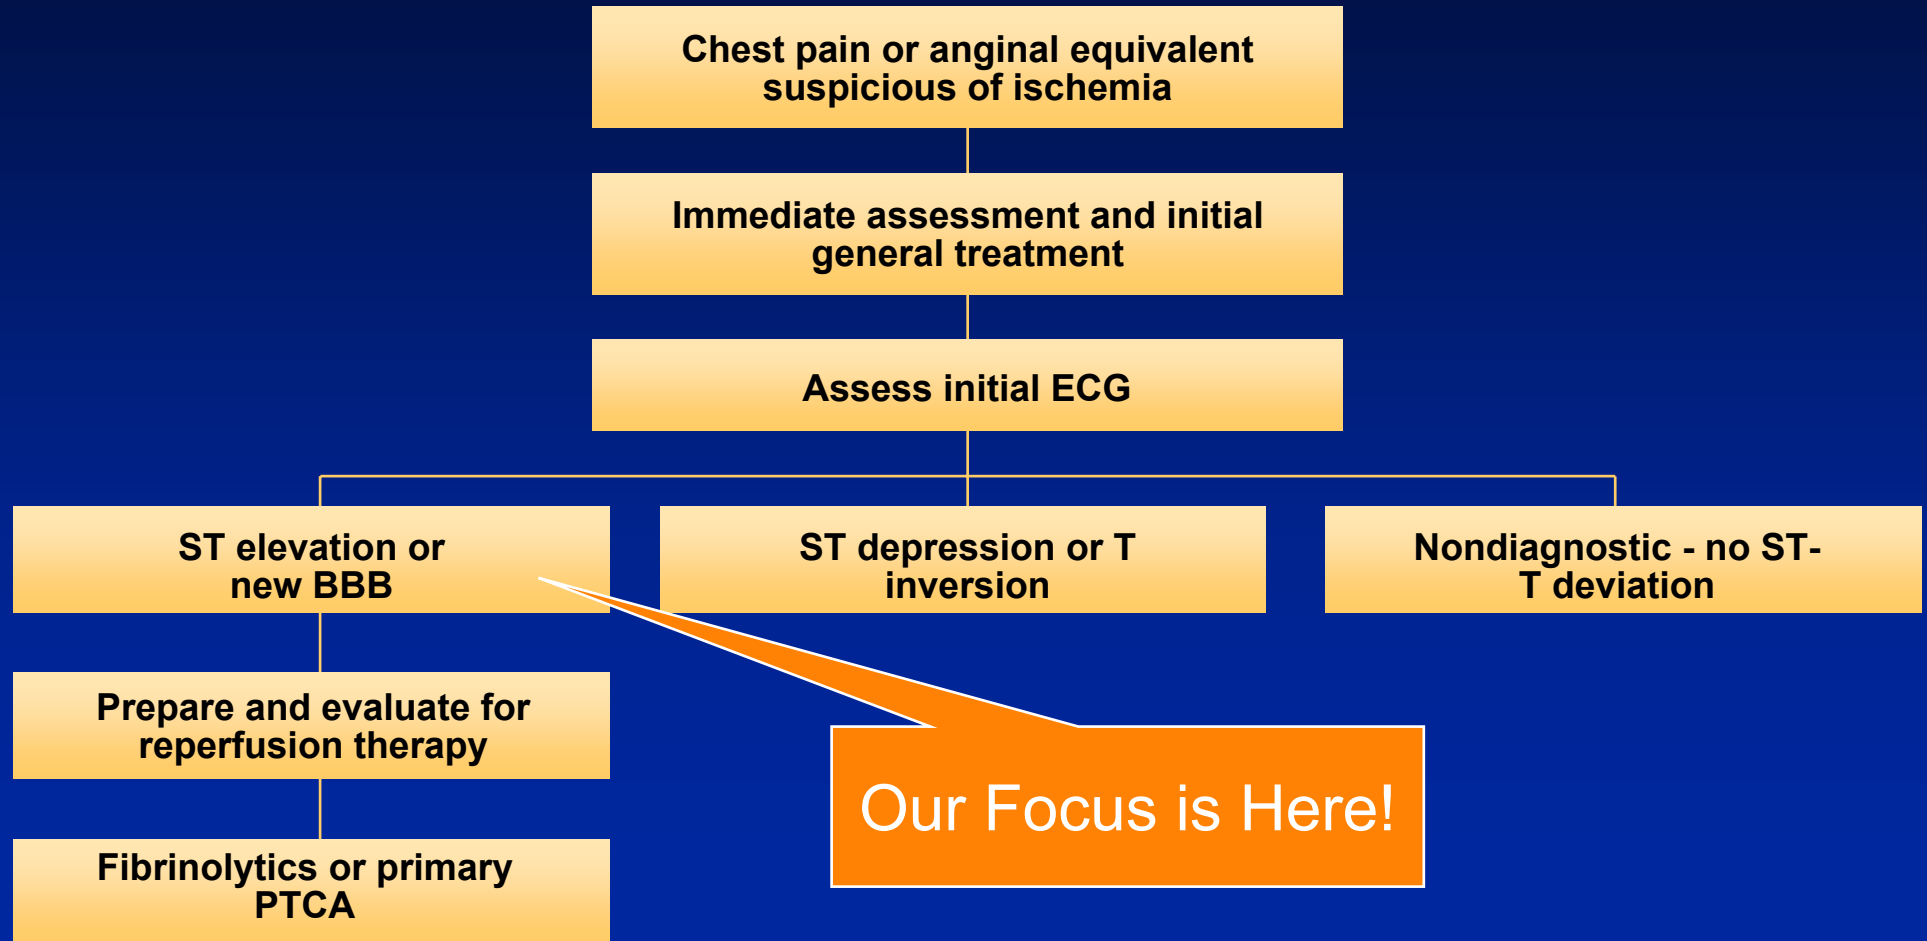 Chest pain or anginal equivalent
suspicious of ischemia
Immediate assessment and initial
general treatment
Assess initial ECG
ST elevation or
new BBB
ST depression or T
inversion
Nondiagnostic - no ST-
T deviation
Prepare and evaluate for
reperfusion therapy
Our Focus is Here!
Fibrinolytics or primary
PTCA